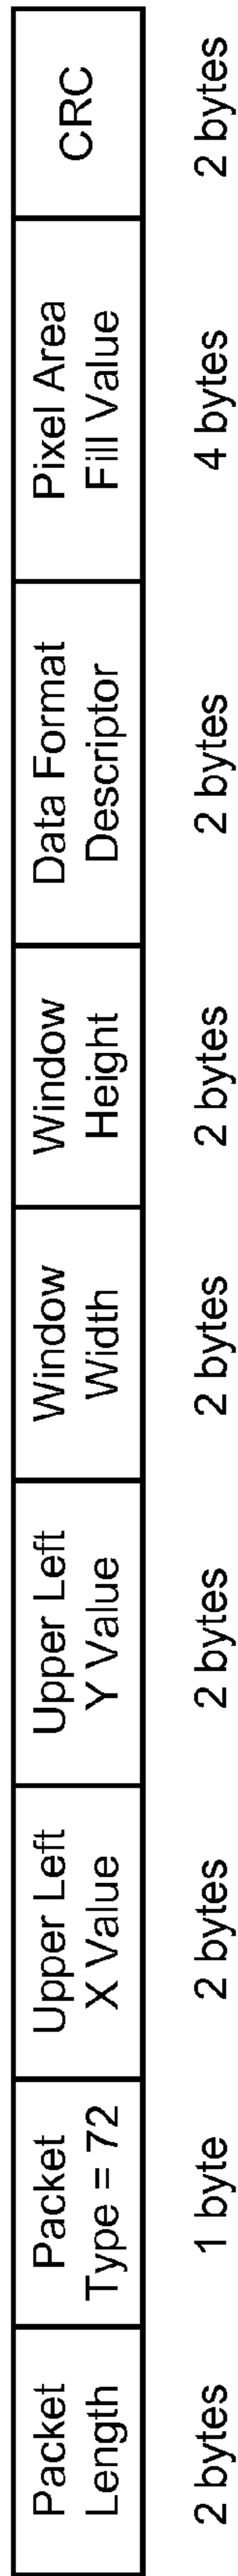 Packet
Length
Packet
Type = 72
Upper Left
X Value
Upper Left
Y Value
Window
Width
Window
Height
Data Format
Descriptor
Pixel Area
Fill Value
CRC
2 bytes
1 byte
2 bytes
2 bytes
2 bytes
2 bytes
2 bytes
4 bytes
2 bytes